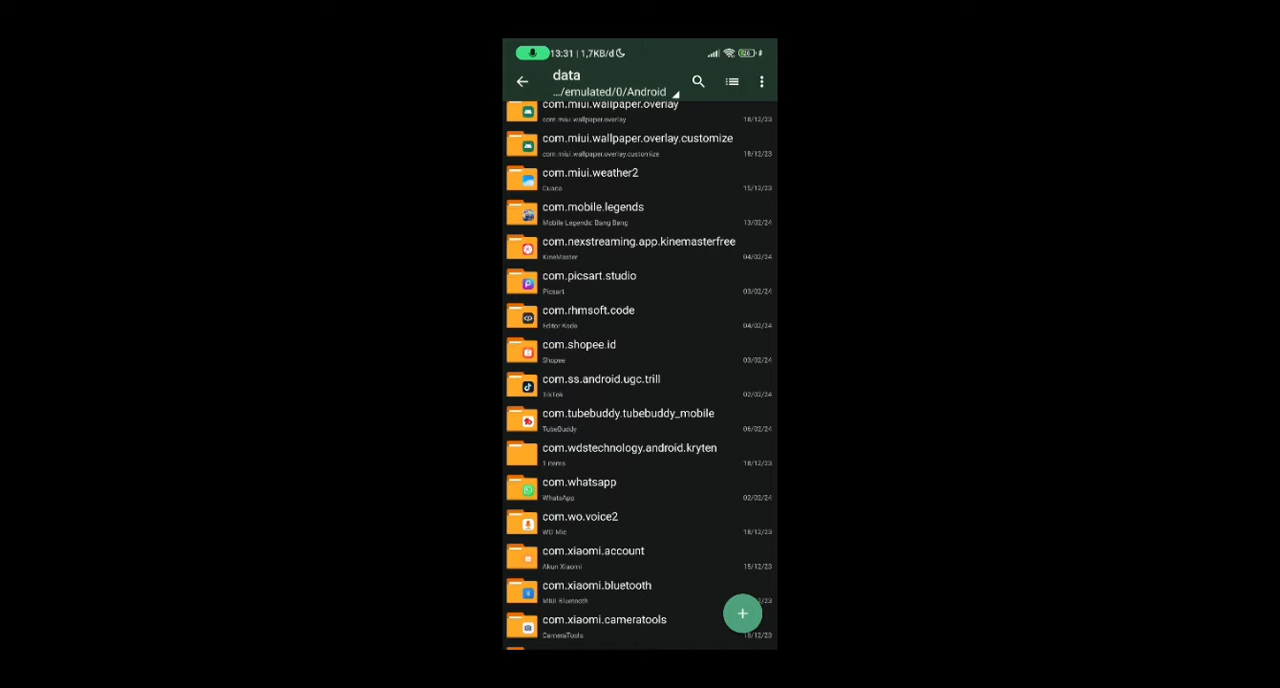 13:31 | 1,7KB/d
data
.../emulated/0/Android
com.miui.wallpaper.overlay
com.miui.wallpaper.overlay
18/12/23
com.miui.wallpaper.overlay.customize
com.miui.wallpaper.overlay.customize
18/12/23
com.miui.weather2
Cuaca
15/12/23
com.mobile.legends
Mobile Legends: Bang Bang
13/02/24
com.nexstreaming.app.kinemasterfree
KineMaster
04/02/24
com.picsart.studio
Picsart
03/02/24
com.rhmsoft.code
Editor Kode
04/02/24
com.shopee.id
Shopee
03/02/24
com.ss.android.ugc.trill
TikTok
02/02/24
com.tubebuddy.tubebuddy_mobile
TubeBuddy
06/02/24
com.wdstechnology.android.kryten
1 items
18/12/23
com.whatsapp
WhatsApp
02/02/24
com.wo.voice2
WO Mic
18/12/23
com.xiaomi.account
Akun Xiaomi
15/12/23
com.xiaomi.bluetooth
MIUI Bluetooth
com.xiaomi.cameratools
CameraTools
18/12/23